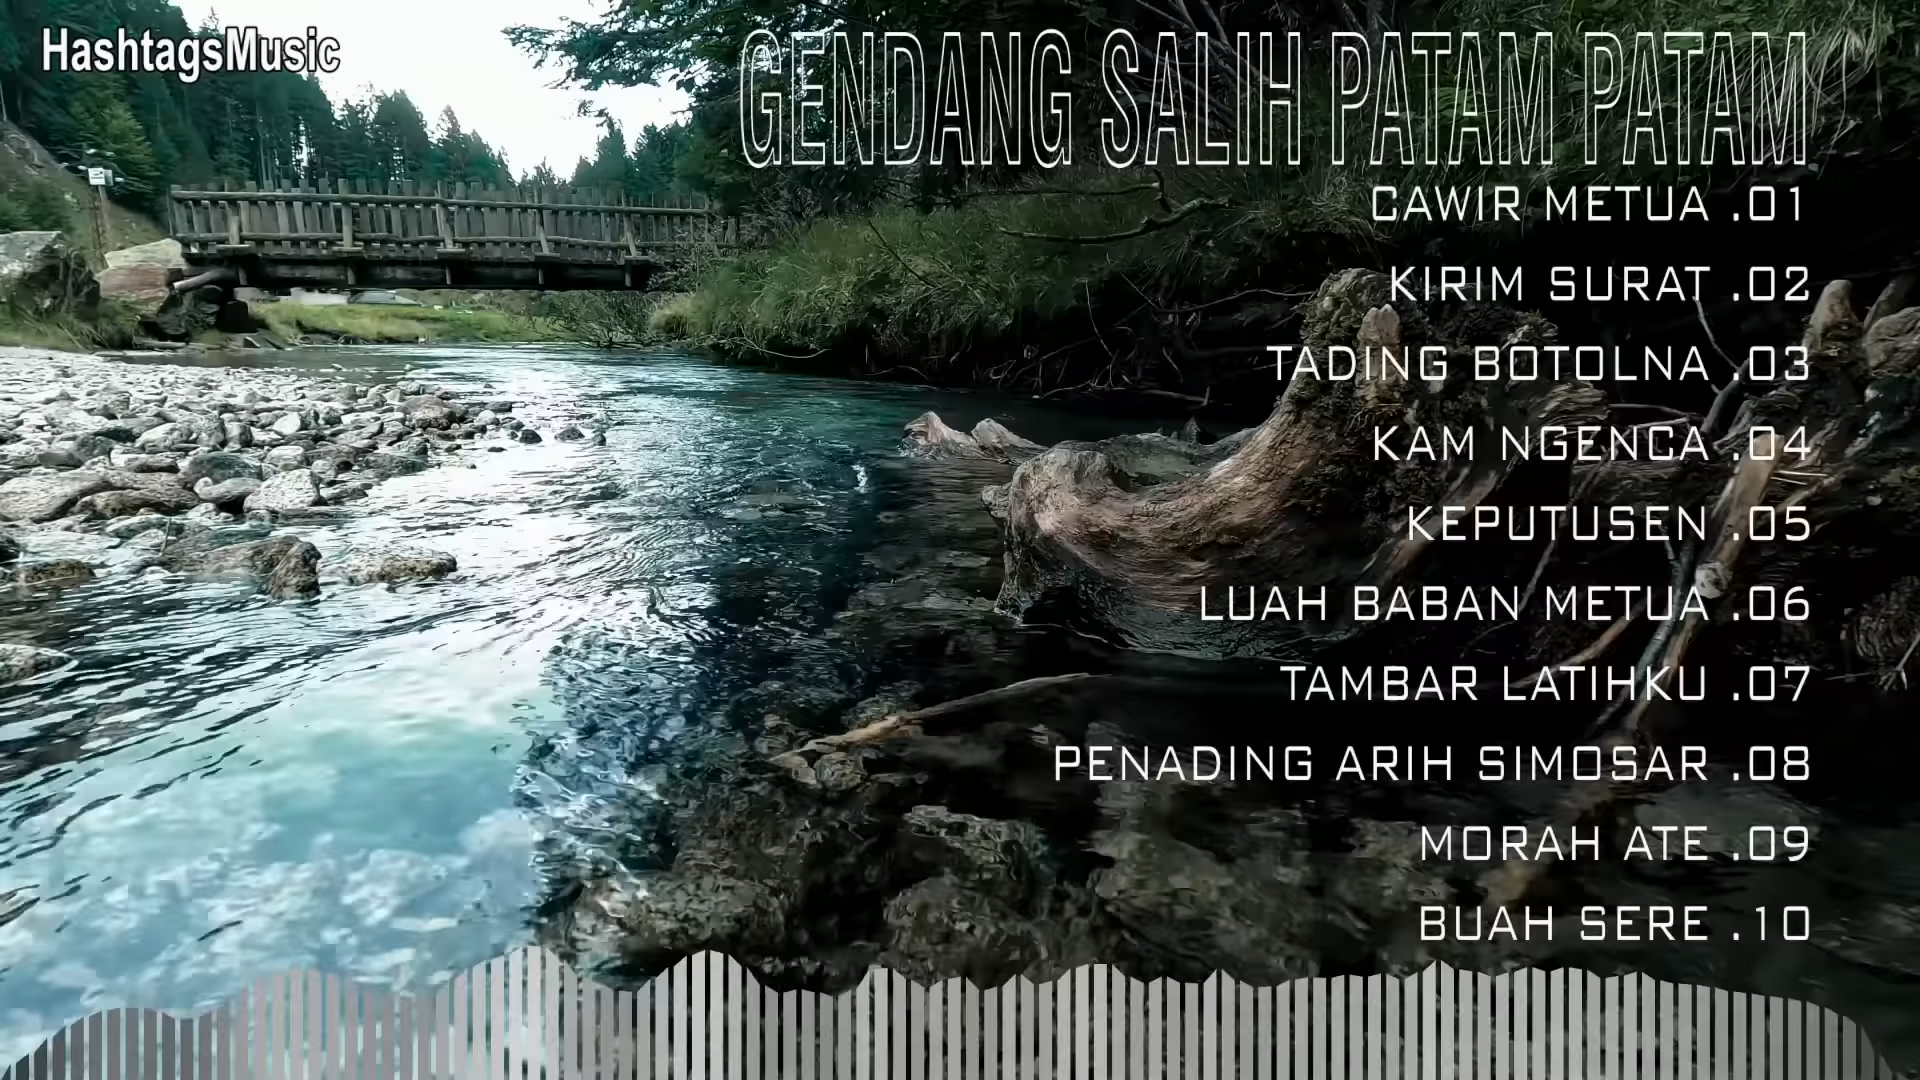 HashtagsMusic
GENDANG SALIH PATAM PATAM
CAWIR METUA .01
KIRIM SURAT .02
TADING BOTOLNA .03
KAM NGENCA .04
KEPUTUSEN .05
LUAH BABAN METUA .06
TAMBAR LATIHKU .07
PENADING ARIH SIMOSAR .08
MORAH ATE .09
BUAH SERE .10